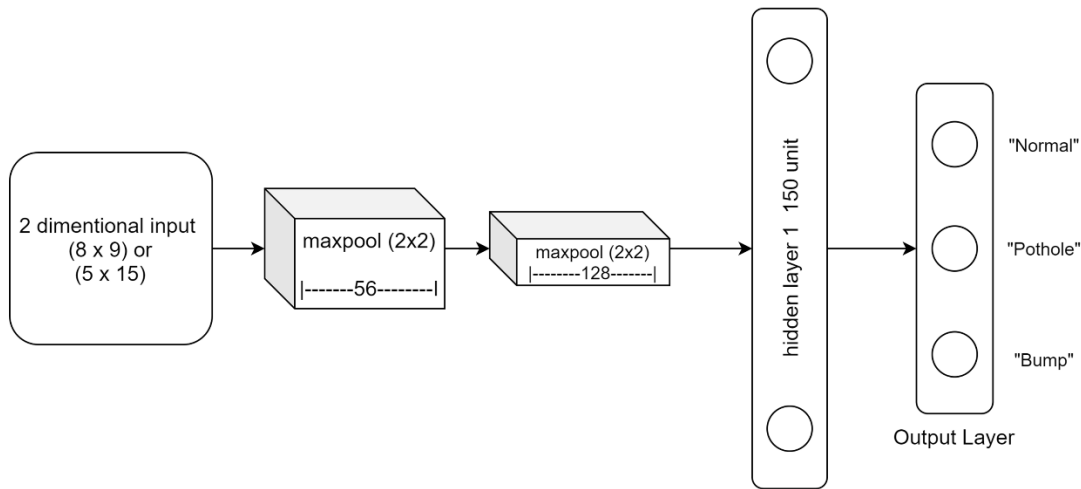 2 dimentional input
(8 x 9) or
(5 x 15)
maxpool (2x2)
|-------56--------|
maxpool (2x2)
|--------128-------|
hidden layer 1 150 unit
"Normal"
"Pothole"
"Bump"
Output Layer